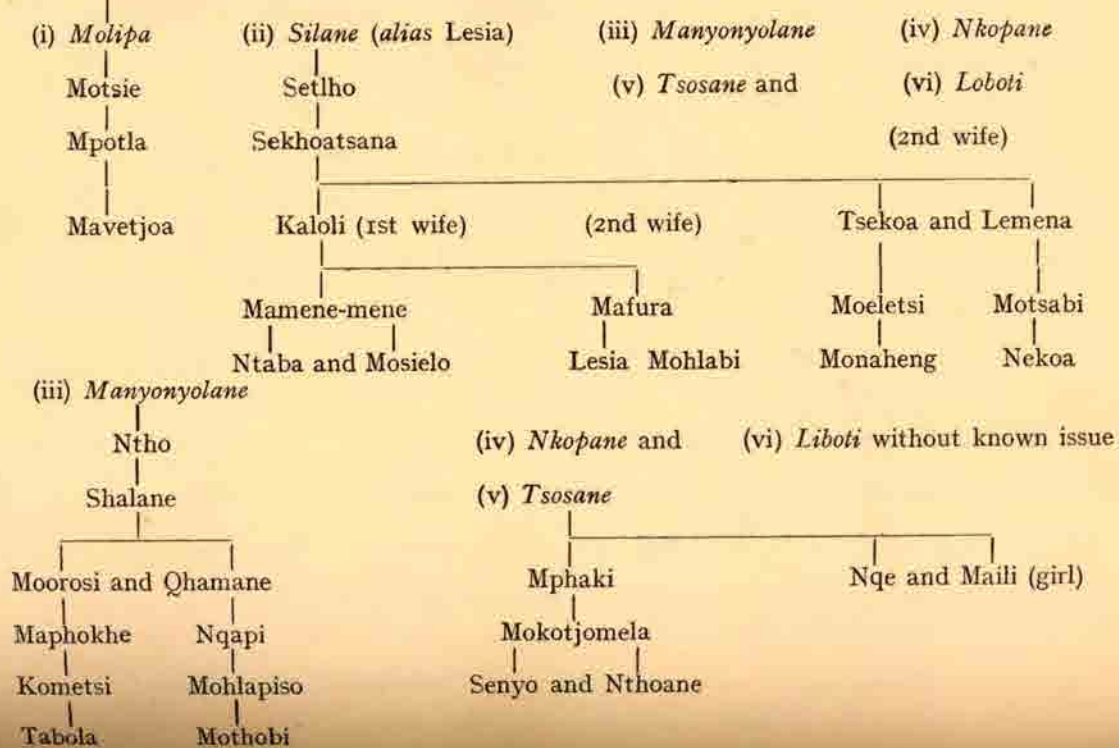 (i) Molipa (ii) Silane (alias Lesia) (iii) Manyonyolane (iv) Nkopane
Motsie Setlho (v) Tsosane and (vi) Loboti
Mpotla Sekhoatsana (2nd wife)
Mavetjoa Kaloli (1st wife) (2nd wife) Tsekoa and Lemena
Mamene-mene Mafura Moeletsi Motsabi
Ntaba and Mosielo Lesia Mohlabi Monaheng Nekoa
(iii) Manyonyolane
Ntho (iv) Nkopane and (vi) Liboti without known issue
Shalane (v) Tsosane
Moorosi and Qhamane Mphaki Nqe and Maili (girl)
Maphokhe Nqapi Mokotjomela
Kometsi Mohlapiso Senyo and Nthoane
Tabola Mothobi